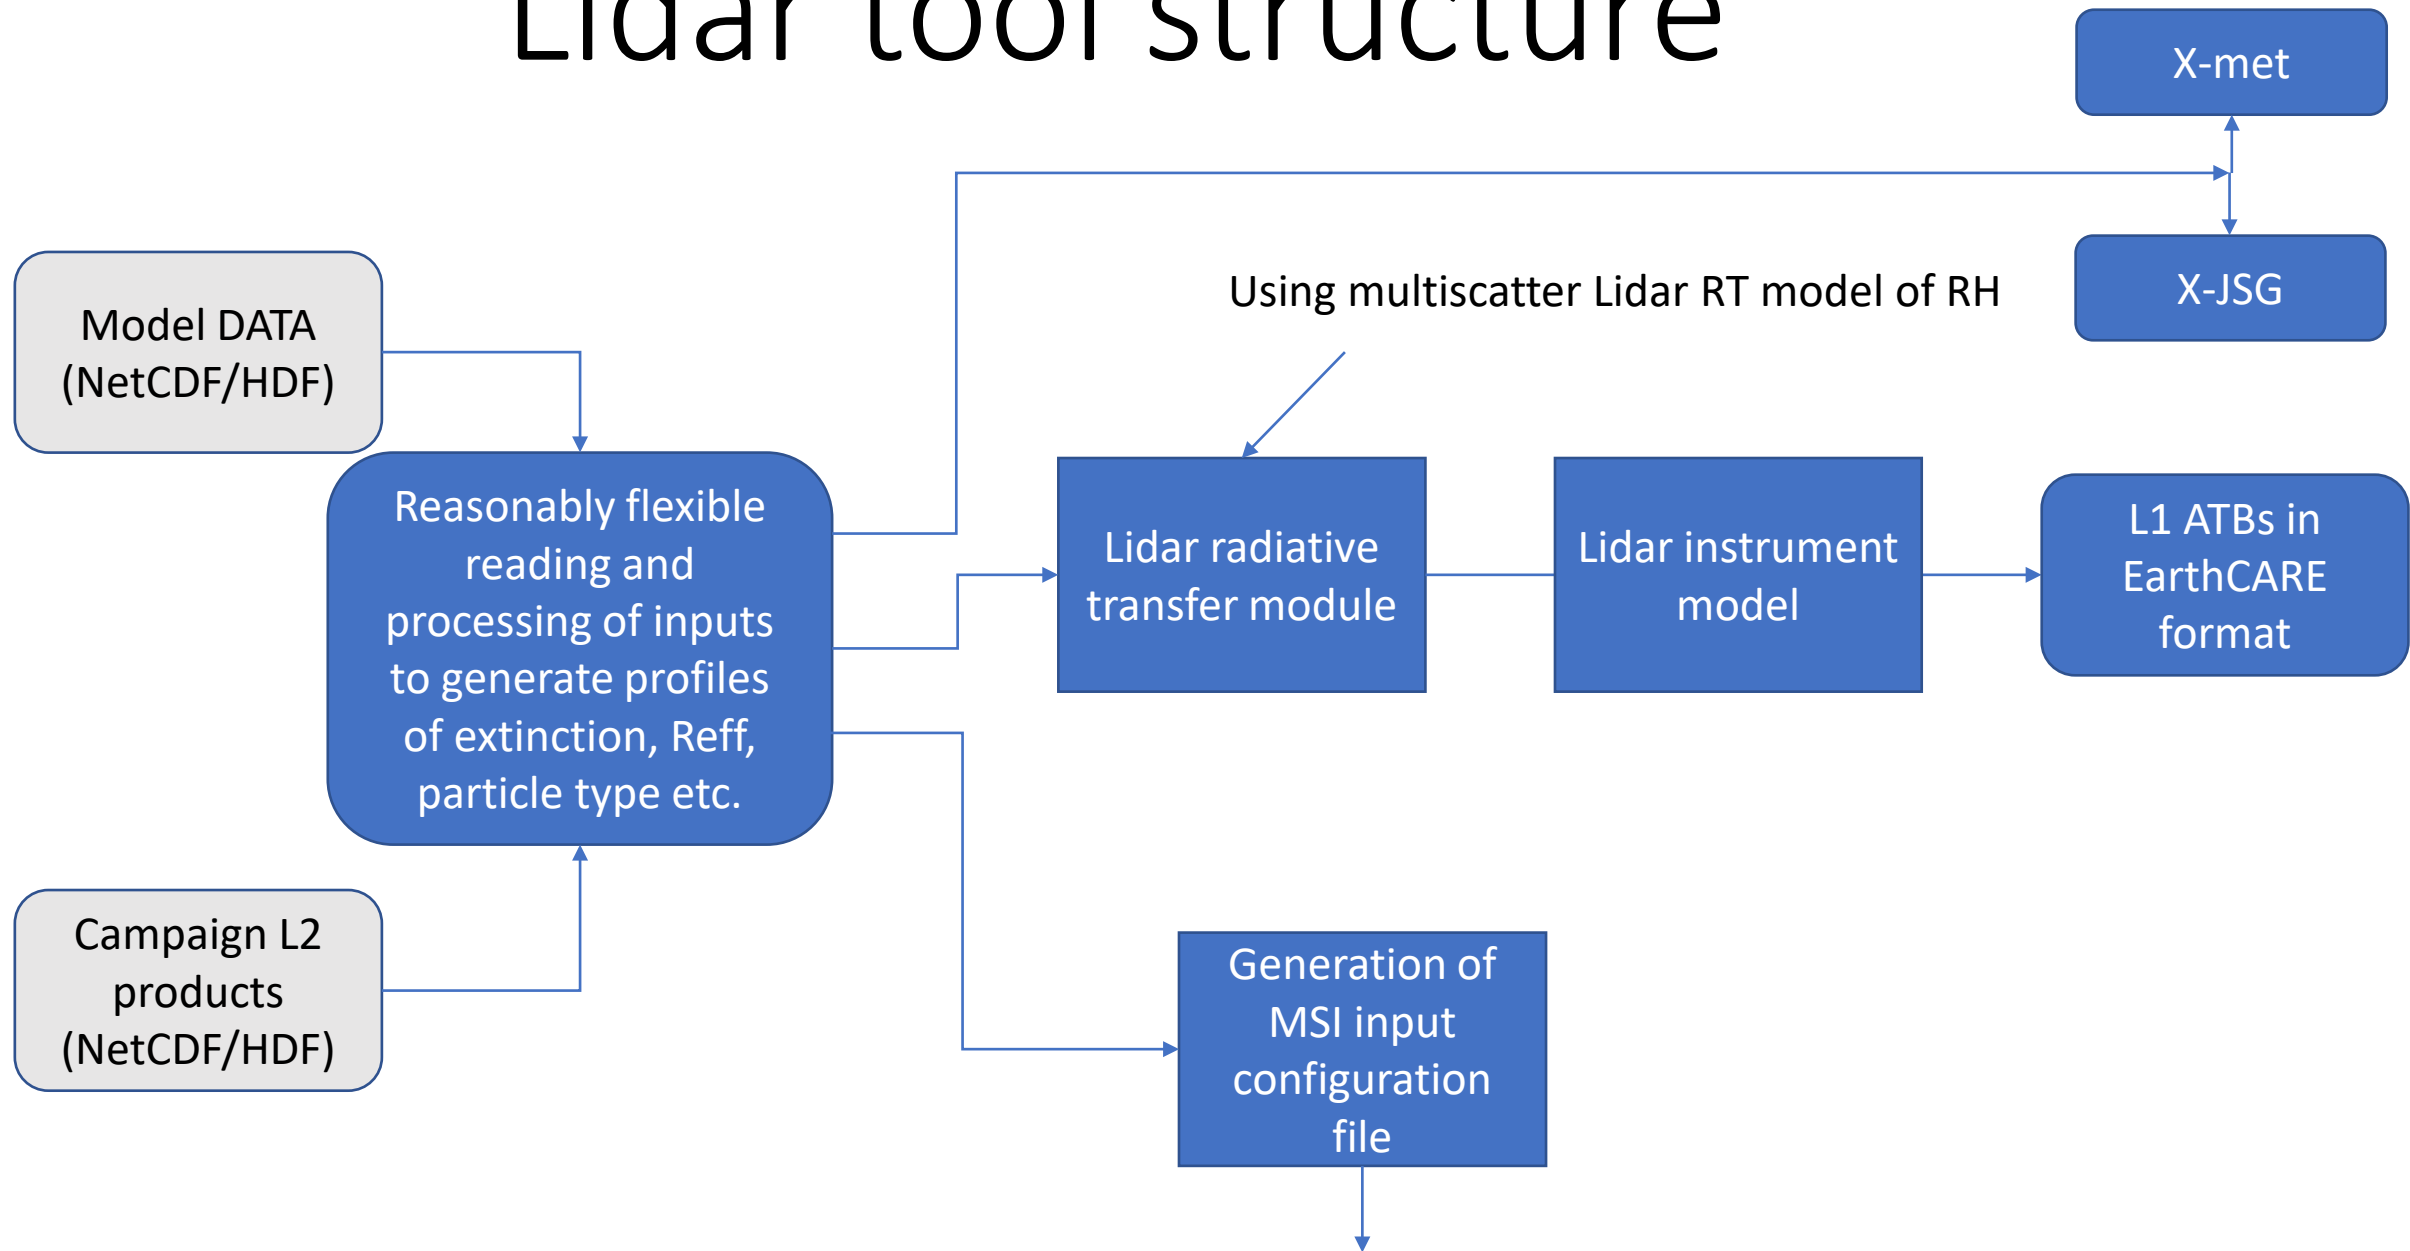 Lidar tool structure
X-met
X-JSG
Using multiscatter Lidar RT model of RH
Model DATA
(NetCDF/HDF)
Reasonably flexible
reading and
processing of inputs
to generate profiles
of extinction, Reff,
particle type etc.
Lidar radiative
transfer module
Lidar instrument
model
L1 ATBs in
EarthCARE
format
Campaign L2
products
(NetCDF/HDF)
Generation of
MSI input
configuration
file